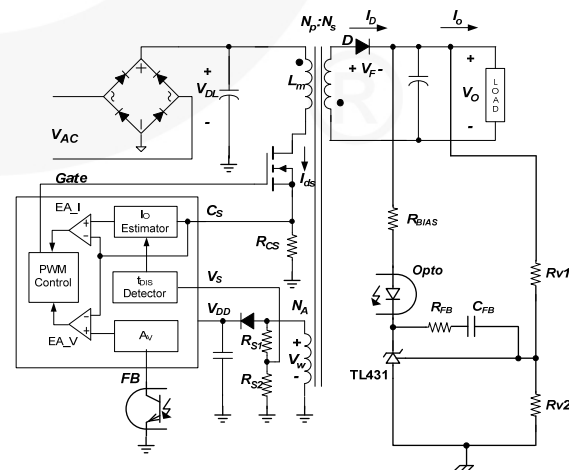 Np:Ns
ID
Io
D
+ VF -
Lm
+
VDL
-
VAC
+
VO
-
LOAD
Gate
Ids
EA_I
IO
Estimator
CS
RCS
RBIAS
PWM
Control
tDIS
Detector
VS
Opto
Rv1
VDD
NA
RFB
CFB
EA_V
AV
RS1
+
Vw
-
RS2
TL431
Rv2
FB
®